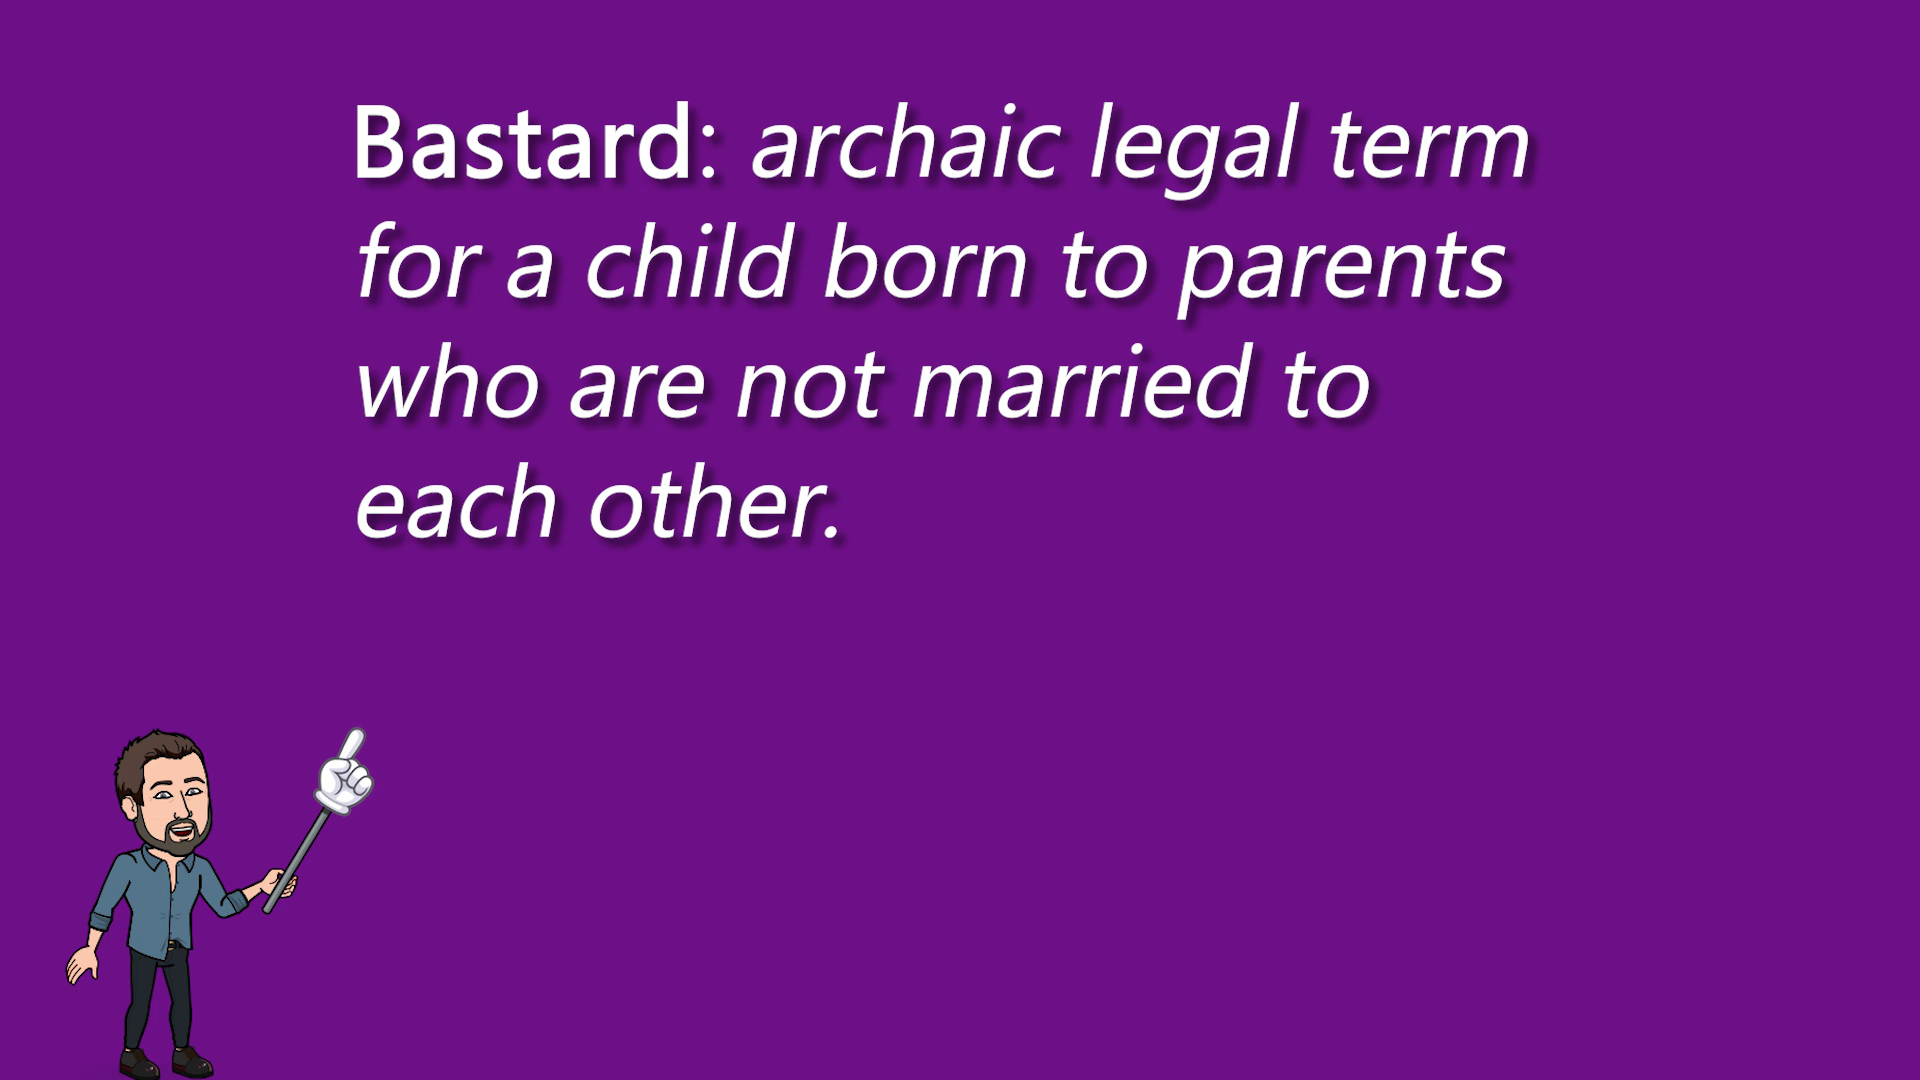 Bastard: archaic legal term
for a child born to parents
who are not married to
each other.